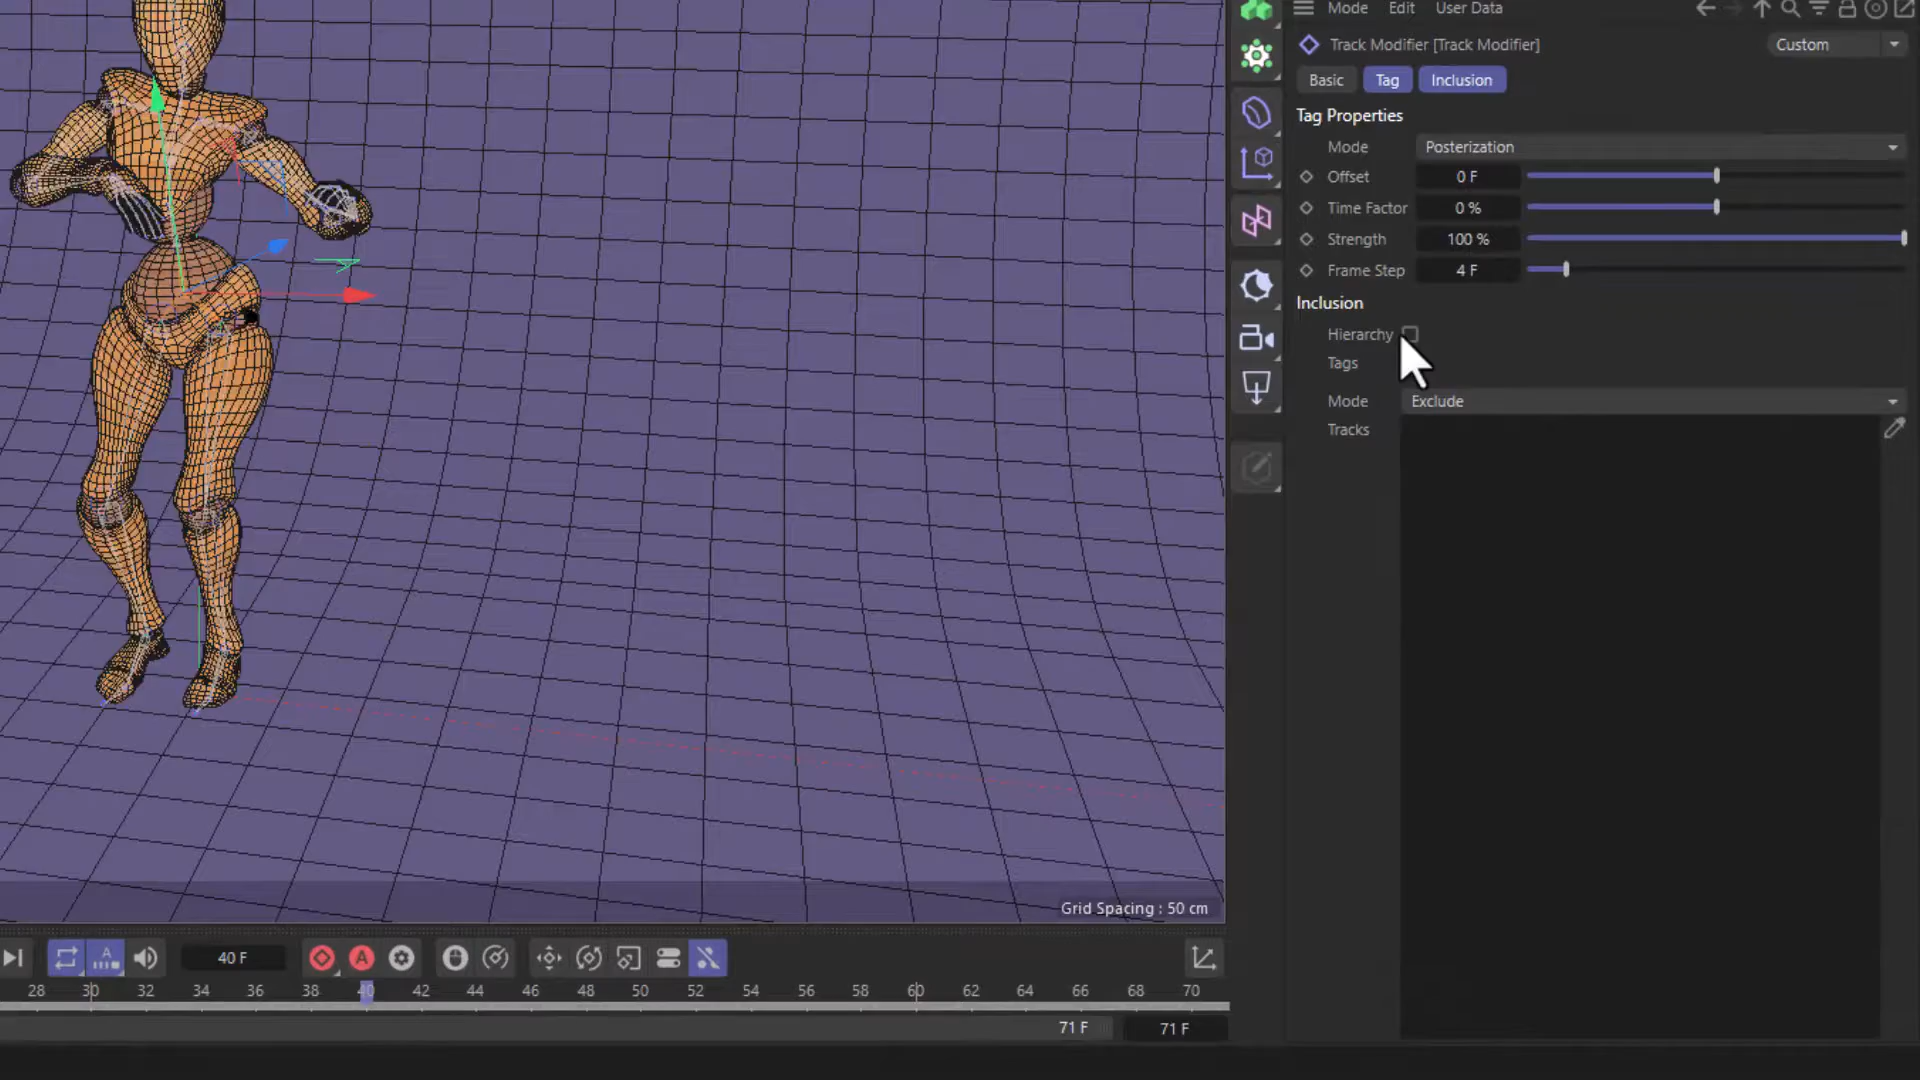 Mode Edit User Data
Track Modifier [Track Modifier]
Custom
Basic Tag Inclusion
Tag Properties
Mode Posterization
Offset 0 F
Time Factor 0 %
Strength 100 %
Frame Step 4 F
Inclusion
Hierarchy
Tags
Mode Exclude
Tracks
Grid Spacing : 50 cm
A 40 F A
28 30 32 34 36 38 40 42 44 46 48 50 52 54 56 58 60 62 64 66 68 70
71 F 71 F